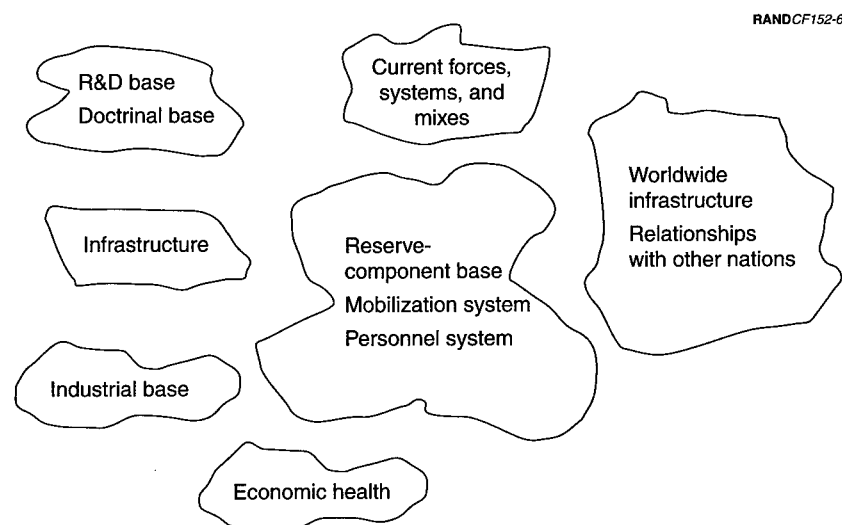 RANDCF152-6
R&D base
Doctrinal base
Current forces,
systems, and
mixes
Worldwide
infrastructure
Relationships
with other nations
Infrastructure
Reserve-
component base
Mobilization system
Personnel system
Industrial base
Economic health